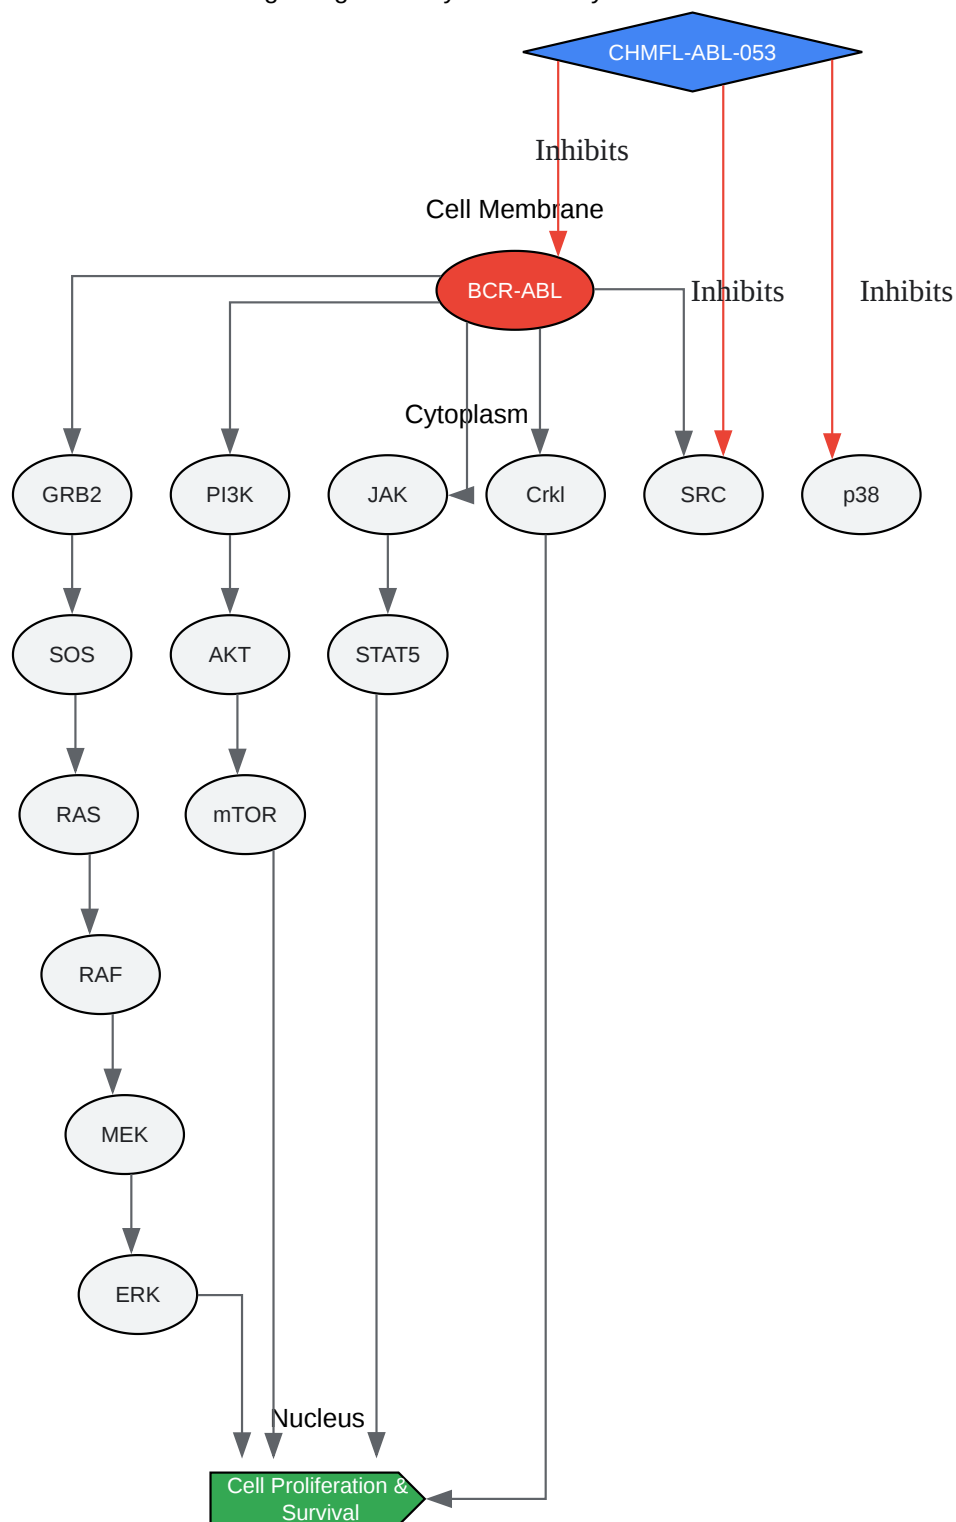 CHMFL-ABL-053
Inhibits
Cell Membrane
BCR-ABL
Inhibits
Inhibits
Cytoplasm
GRB2
PI3K
JAK
Crkl
SRC
p38
SOS
AKT
STAT5
RAS
mTOR
RAF
MEK
ERK
Nucleus
Cell Proliferation &
Survival